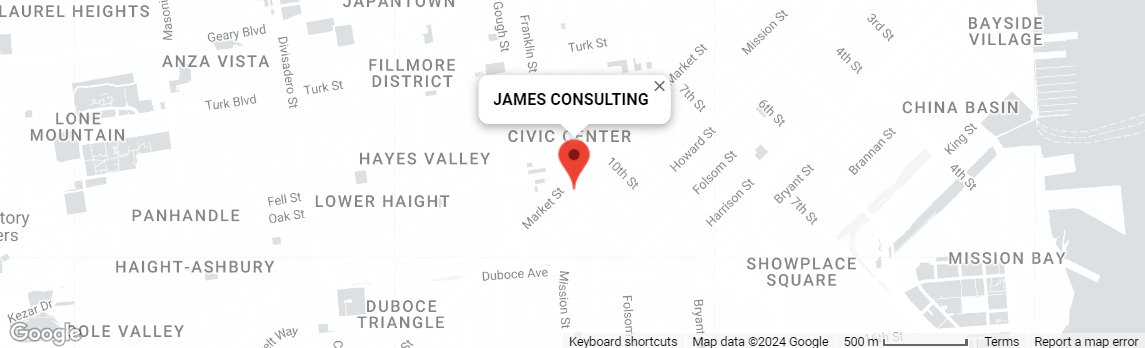 LAUREL HEIGHTS
JAPANTOWN
Masonic
Geary Blvd
Divisadero St
Gough St
Franklin St
Turk St
Market St
Mission St
3rd St
4th St
BAYSIDE
VILLAGE
ANZA VISTA
FILLMORE
DISTRICT
Turk St
Turk Blvd
JAMES CONSULTING
7th St
6th St
CHINA BASIN
LONE
MOUNTAIN
CIVIC CENTER
HAYES VALLEY
10th St
Howard St
Folsom St
Harrison St
Bryant St
7th St
Brannan St
King St
4th St
Fell St
Oak St
LOWER HAIGHT
Market St
PANHANDLE
HAIGHT-ASHBURY
Duboce Ave
Mission St
Folsom
Bryant
SHOWPLACE
SQUARE
MISSION BAY
Kezar Dr
COLE VALLEY
DUBOCE
TRIANGLE
16th St
Google
Keyboard shortcuts
Map data ©2024 Google
500 m
Terms
Report a map error